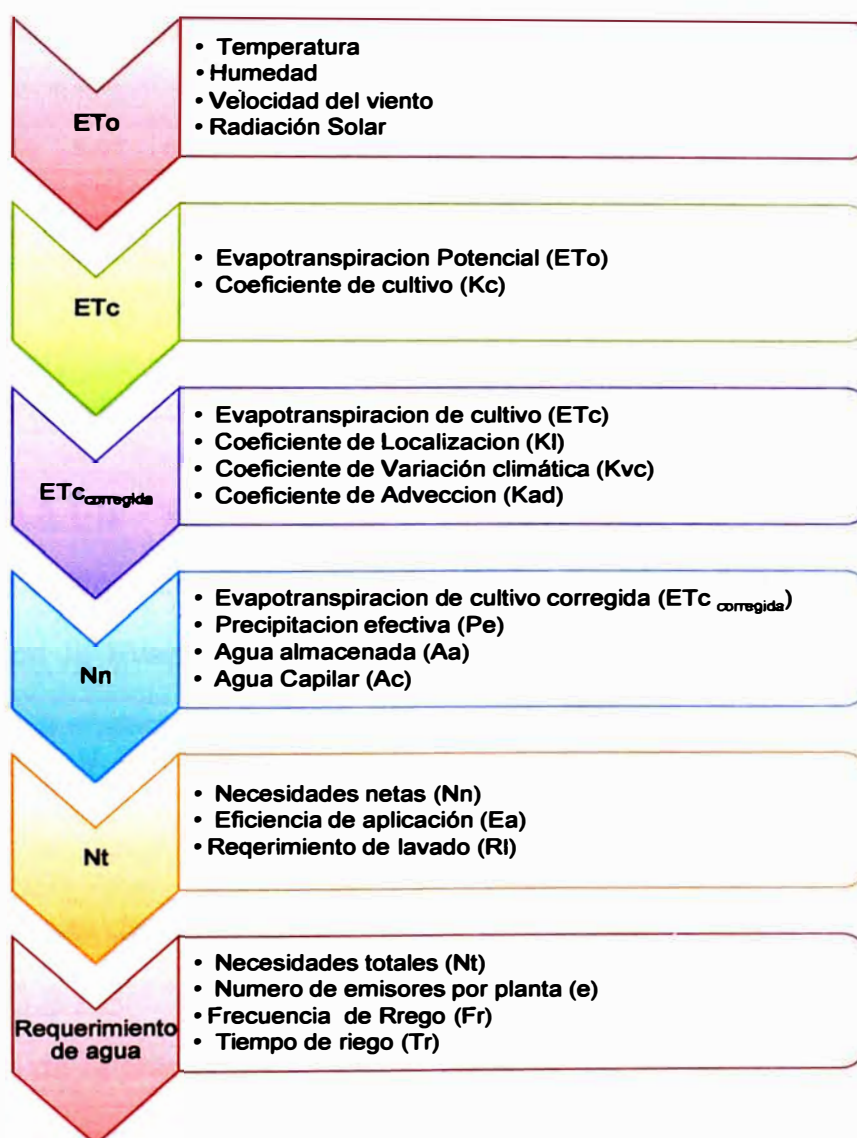 ETo
• Temperatura
• Humedad
• Velocidad del viento
• Radiación Solar
ETc
• Evapotranspiracion Potencial (ETo)
• Coeficiente de cultivo (Kc)
ETc corregida
• Evapotranspiracion de cultivo (ETc)
• Coeficiente de Localizacion (Kl)
• Coeficiente de Variación climática (Kvc)
• Coeficiente de Adveccion (Kad)
Nn
• Evapotranspiracion de cultivo corregida (ETc corregida)
• Precipitacion efectiva (Pe)
• Agua almacenada (Aa)
• Agua Capilar (Ac)
Nt
• Necesidades netas (Nn)
• Eficiencia de aplicación (Ea)
• Reqerimiento de lavado (Rl)
Requerimiento
de agua
• Necesidades totales (Nt)
• Numero de emisores por planta (e)
• Frecuencia de Rrego (Fr)
• Tiempo de riego (Tr)